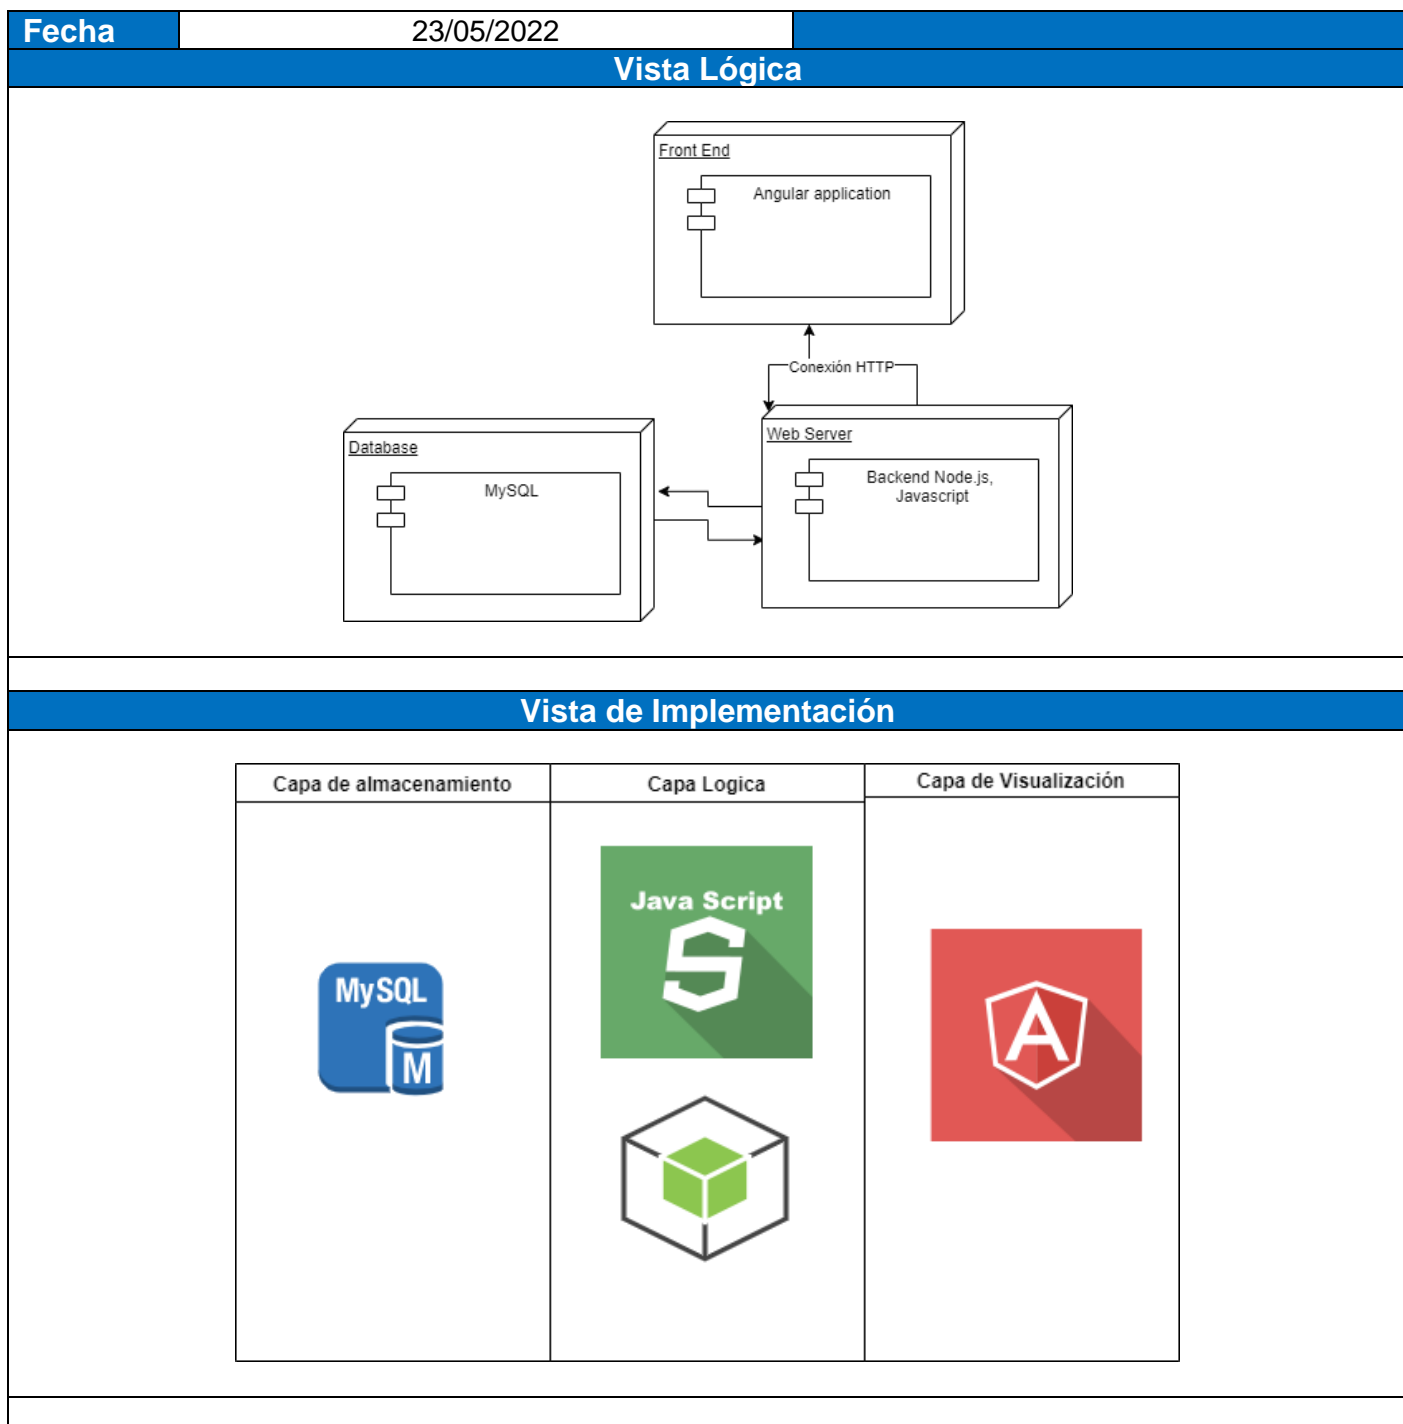 Fecha
23/05/2022
Vista Lógica
Front End
Angular application
Conexión HTTP
Database
MySQL
Web Server
Backend Node.js,
Javascript
Vista de Implementación
Capa de almacenamiento
Capa Logica
Capa de Visualización
MySQL
M
Java Script
S
A